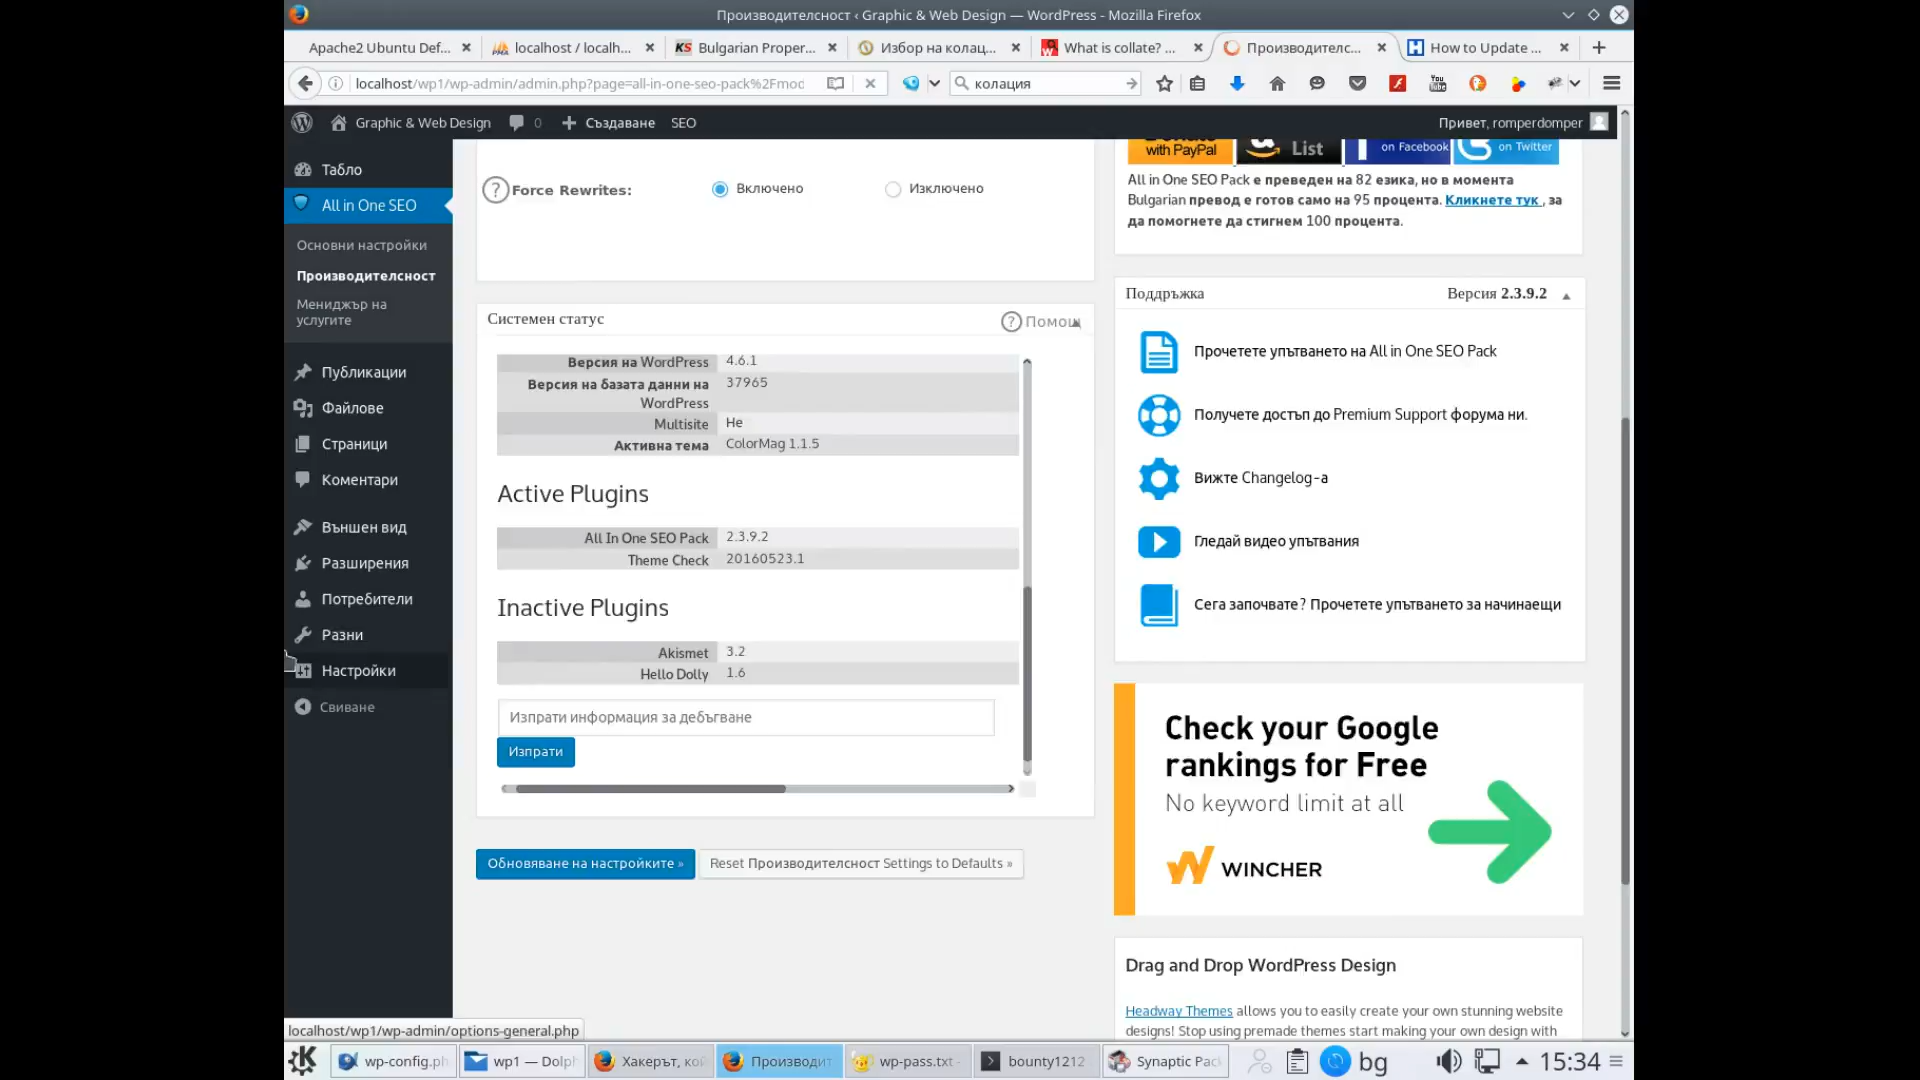 Производителсност ‹ Graphic & Web Design — WordPress - Mozilla Firefox
Apache2 Ubuntu Def...
localhost / localh...
Bulgarian Proper...
Избор на колац...
What is collate? ...
Производителс...
How to Update ...
localhost/wp1/wp-admin/admin.php?page=all-in-one-seo-pack%2Fmod
колация
Graphic & Web Design
0
Създаване
SEO
Привет, romperdomper
Табло
All in One SEO
Основни настройки
Производителсност
Мениджър на
услугите
Публикации
Файлове
Страници
Коментари
Външен вид
Разширения
Потребители
Разни
Настройки
Свиване
Force Rewrites:
Включено
Изключено
Системен статус
Помощ
Версия на WordPress 4.6.1
Версия на базата данни на WordPress 37965
Multisite Не
Активна тема ColorMag 1.1.5
Active Plugins
All In One SEO Pack 2.3.9.2
Theme Check 20160523.1
Inactive Plugins
Akismet 3.2
Hello Dolly 1.6
Изпрати информация за дебъгване
Изпрати
Обновяване на настройките »
Reset Производителсност Settings to Defaults »
with PayPal
List
on Facebook
on Twitter
All in One SEO Pack е преведен на 82 езика, но в момента
Bulgarian превод е готов само на 95 процента. Кликнете тук , за
да помогнете да стигнем 100 процента.
Поддръжка
Версия 2.3.9.2
Прочетете упътването на All in One SEO Pack
Получете достъп до Premium Support форума ни.
Вижте Changelog-а
Гледай видео упътвания
Сега започвате? Прочетете упътването за начинаещи
Check your Google
rankings for Free
No keyword limit at all
WINCHER
Drag and Drop WordPress Design
Headway Themes allows you to easily create your own stunning website
designs! Stop using premade themes start making your own design with
localhost/wp1/wp-admin/options-general.php
wp-config.ph
wp1 — Dolph
Хакерът, кой
Производит
wp-pass.txt -
bounty1212
Synaptic Pac
bg
15:34